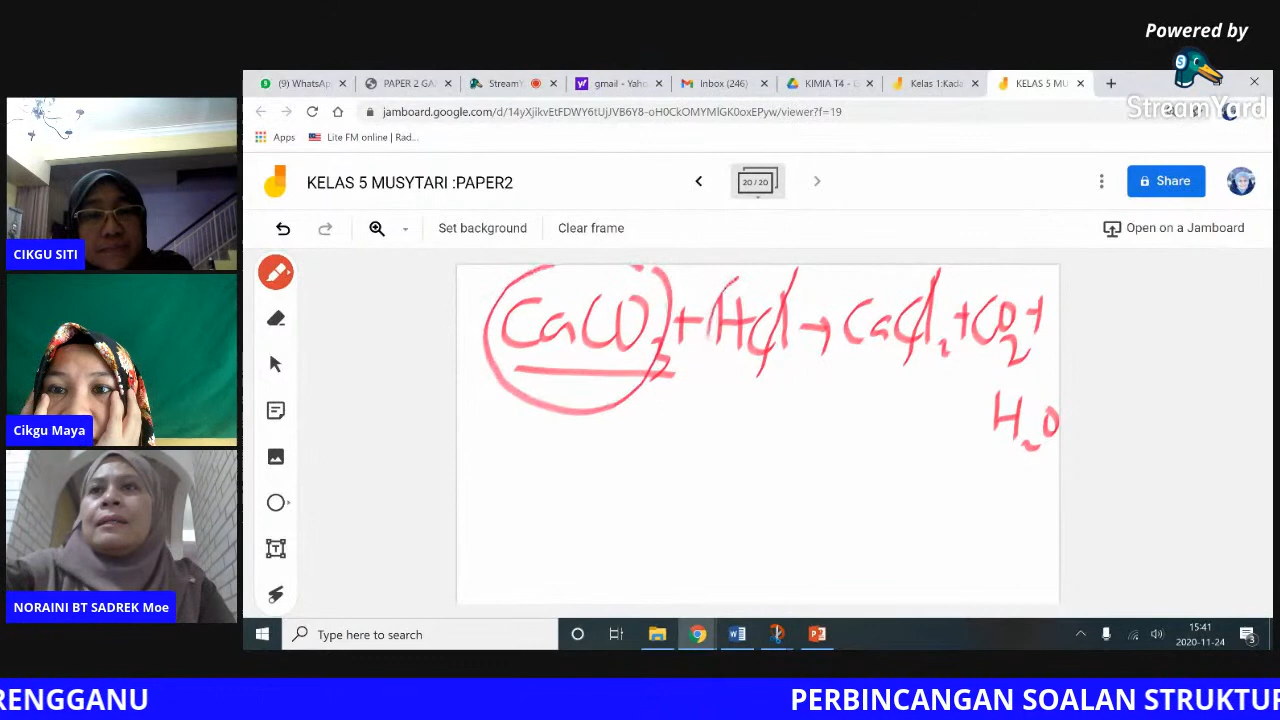 Powered by
StreamYard
(9) WhatsA
PAPER 2 GA
StreamY
gmail - Yaho
Inbox (246)
KIMIA T4 - G
Kelas 1:Kada
KELAS 5 MU
jamboard.google.com/d/14yXjikvEtFDWY6tUjJVB6Y8-oH0CkOMYMlGK0oxEPyw/viewer?f=19
Apps
Lite FM online | Rad...
KELAS 5 MUSYTARI :PAPER2
20 / 20
Share
Set background
Clear frame
Open on a Jamboard
CaCO3 + HCl → CaCl2 + CO2 +
H2O
CIKGU SITI
Cikgu Maya
NORAINI BT SADREK Moe
Type here to search
15:41
2020-11-24
3
RENGGANU
PERBINCANGAN SOALAN STRUKTUR